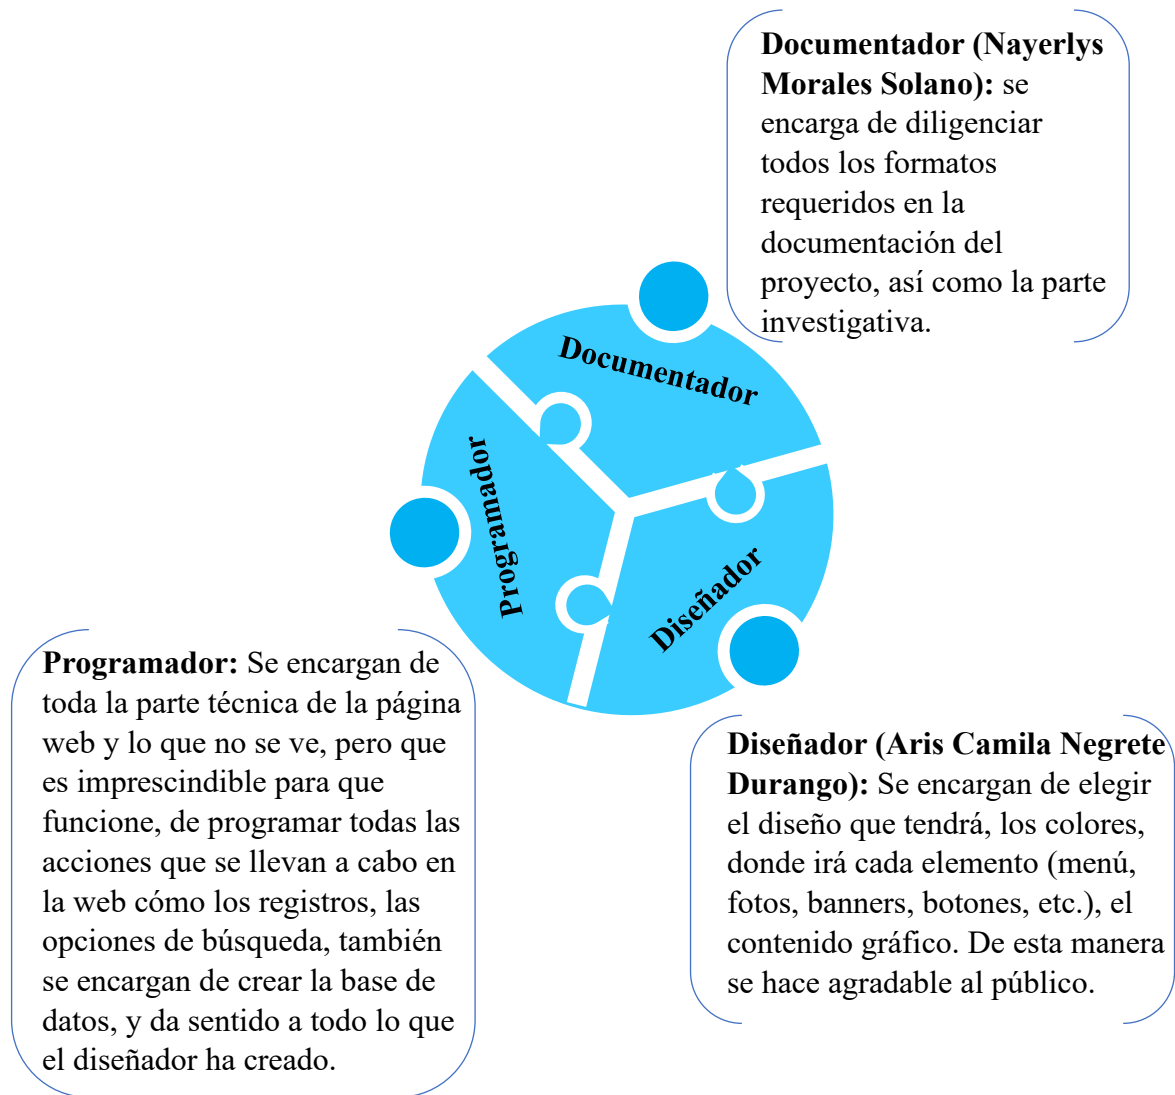 Documentador (Nayerlys
Morales Solano): se
encarga de diligenciar
todos los formatos
requeridos en la
documentación del
proyecto, así como la parte
investigativa.
Documentador
Programador
Diseñador
Programador: Se encargan de
toda la parte técnica de la página
web y lo que no se ve, pero que
es imprescindible para que
funcione, de programar todas las
acciones que se llevan a cabo en
la web cómo los registros, las
opciones de búsqueda, también
se encargan de crear la base de
datos, y da sentido a todo lo que
el diseñador ha creado.
Diseñador (Aris Camila Negrete
Durango): Se encargan de elegir
el diseño que tendrá, los colores,
donde irá cada elemento (menú,
fotos, banners, botones, etc.), el
contenido gráfico. De esta manera
se hace agradable al público.